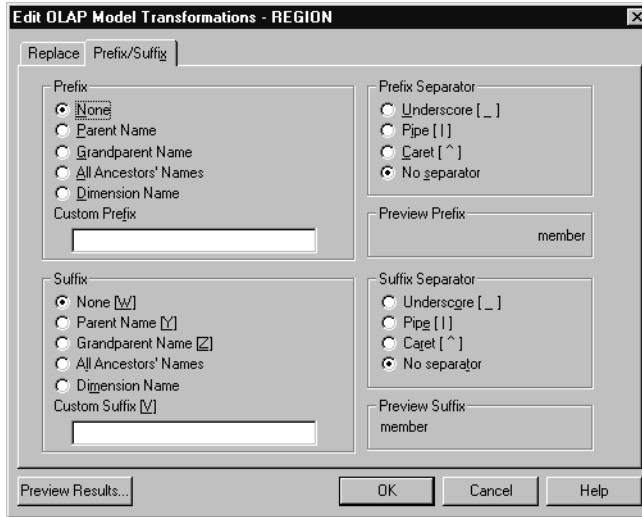 Edit OLAP Model Transformations - REGION
Replace
Prefix/Suffix
Prefix
None
Parent Name
Grandparent Name
All Ancestors' Names
Dimension Name
Custom Prefix
Prefix Separator
Underscore [ _ ]
Pipe [ | ]
Caret [ ^ ]
No separator
Preview Prefix
member
Suffix
None [W]
Parent Name [Y]
Grandparent Name [Z]
All Ancestors' Names
Dimension Name
Custom Suffix [V]
Suffix Separator
Underscore [ _ ]
Pipe [ | ]
Caret [ ^ ]
No separator
Preview Suffix
member
Preview Results...
OK
Cancel
Help